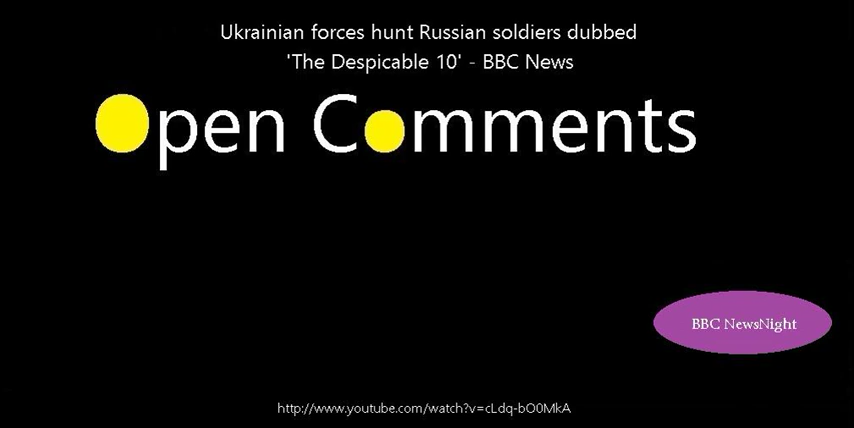 Ukrainian forces hunt Russian soldiers dubbed
'The Despicable 10' - BBC News
Open Comments
BBC NewsNight
http://www.youtube.com/watch?v=cLdq-bO0MkA